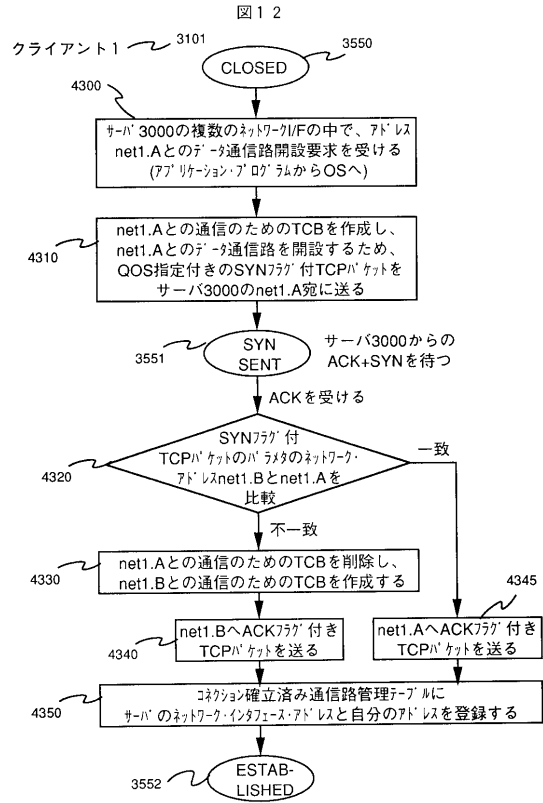 図１２
クライアント１
3101
3550
CLOSED
4300
ｻｰﾊﾞ3000の複数のﾈｯﾄﾜｰｸI/Fの中で、ｱﾄﾞﾚｽ
net1.Aとのﾃﾞｰﾀ通信路開設要求を受ける
(ｱﾌﾟﾘｹｰｼｮﾝ･ﾌﾟﾛｸﾞﾗﾑからOSへ)
4310
net1.Aとの通信のためのTCBを作成し、
net1.Aとのﾃﾞｰﾀ通信路を開設するため、
QOS指定付きのSYNﾌﾗｸﾞ付TCPﾊﾟｹｯﾄを
サーバ3000のnet1.A宛に送る
3551
SYN
SENT
サーバ3000からの
ACK+SYNを待つ
ACKを受ける
4320
SYNﾌﾗｸﾞ付
TCPﾊﾟｹｯﾄのﾊﾟﾗﾒﾀのﾈｯﾄﾜｰｸ･
ｱﾄﾞﾚｽnet1.Bとnet1.Aを
比較
一致
不一致
4330
net1.Aとの通信のためのTCBを削除し、
net1.Bとの通信のためのTCBを作成する
4345
4340
net1.BへACKﾌﾗｸﾞ付き
TCPﾊﾟｹｯﾄを送る
net1.AへACKﾌﾗｸﾞ付き
TCPﾊﾟｹｯﾄを送る
4350
ｺﾈｸｼｮﾝ確立済み通信路管理ﾃｰﾌﾞﾙに
ｻｰﾊﾞのﾈｯﾄﾜｰｸ･ｲﾝﾀﾌｪｰｽ･ｱﾄﾞﾚｽと自分のｱﾄﾞﾚｽを登録する
3552
ESTAB-
LISHED